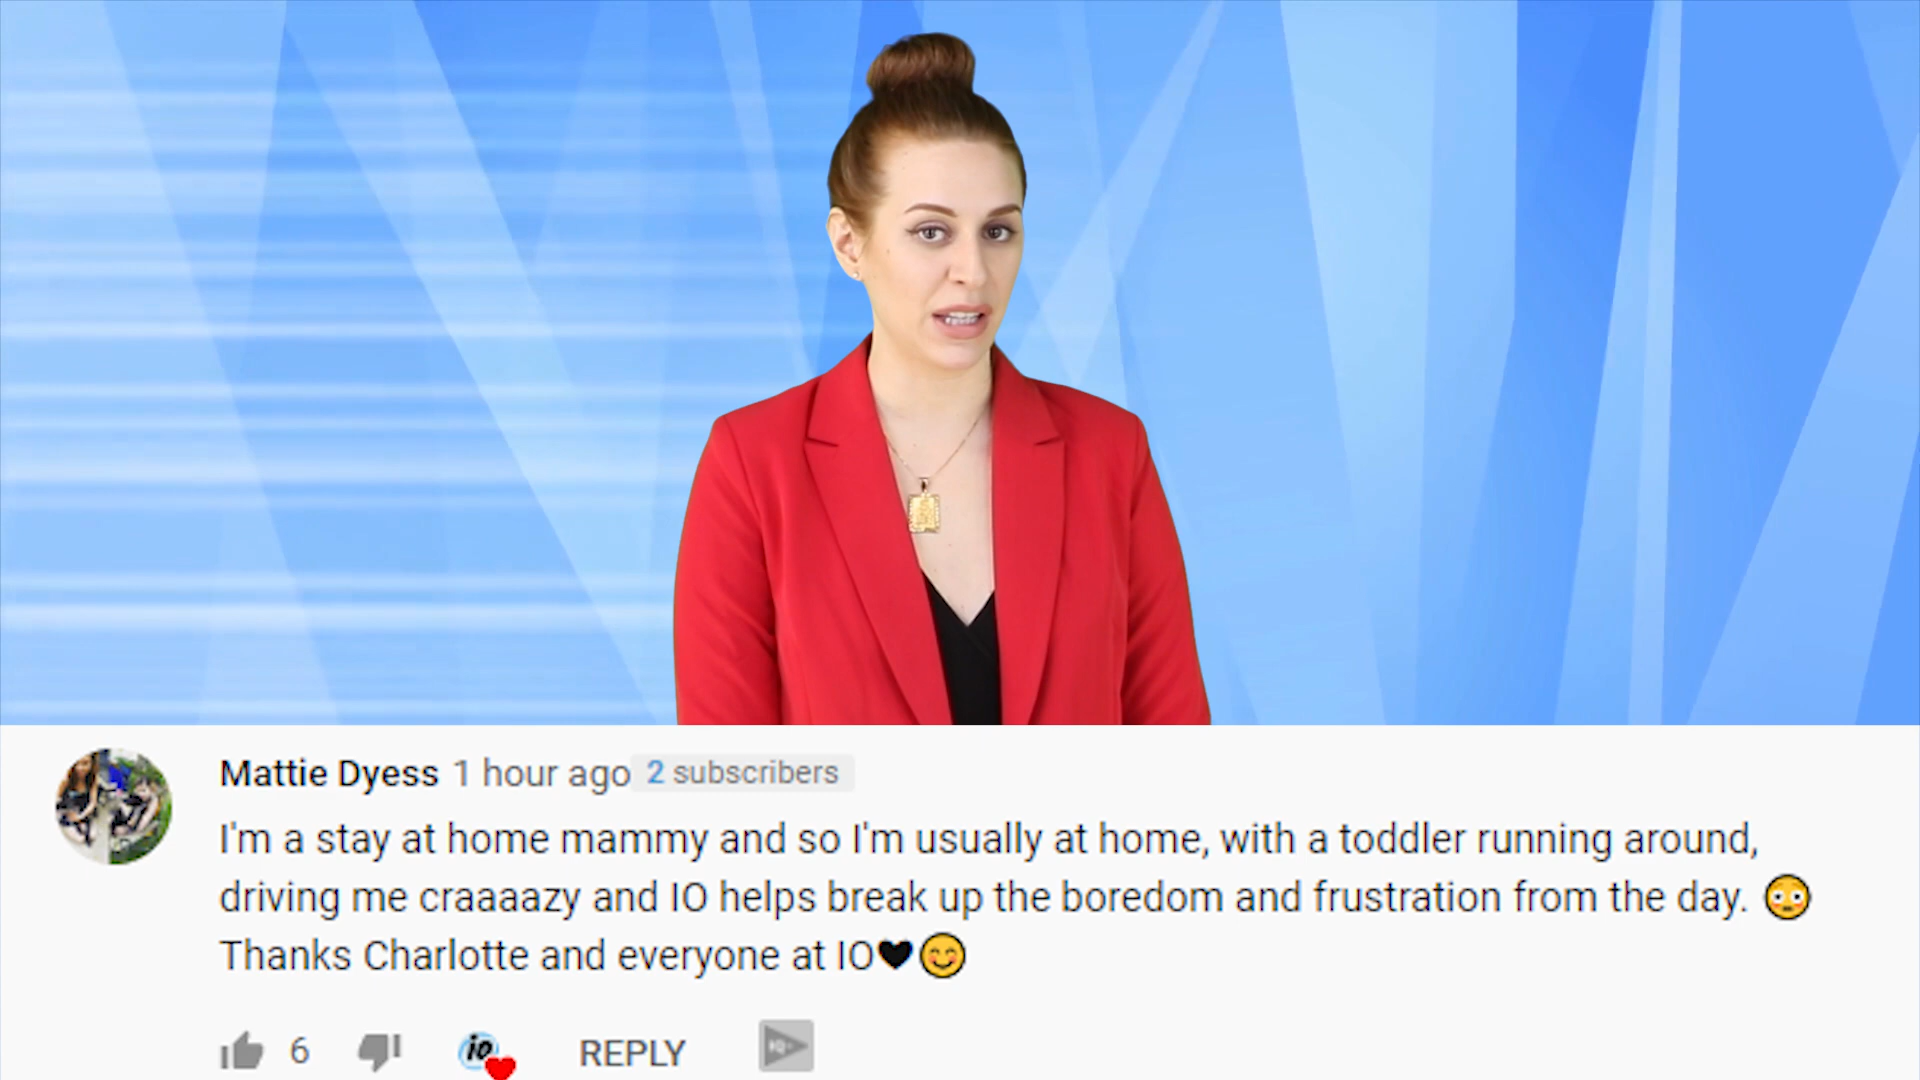 Mattie Dyess 1 hour ago 2 subscribers
I'm a stay at home mammy and so I'm usually at home, with a toddler running around,
driving me craaaazy and IO helps break up the boredom and frustration from the day. 😳
Thanks Charlotte and everyone at IO🖤😊
6 io REPLY